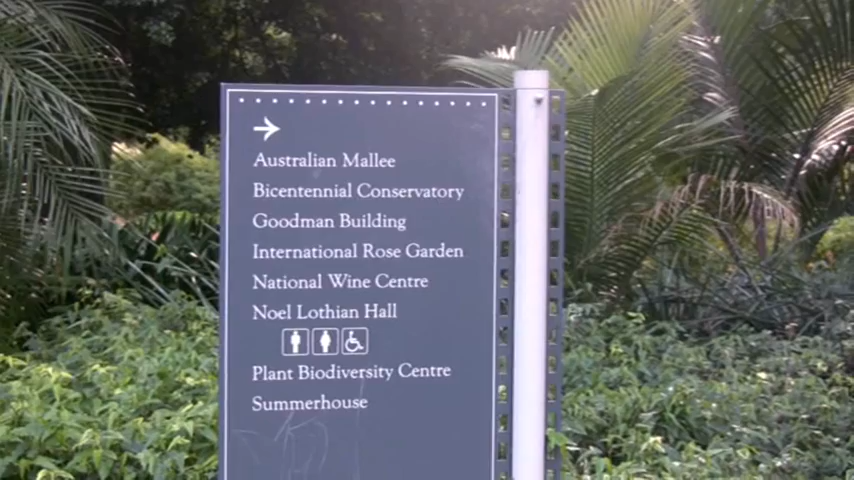 Australian Mallee
Bicentennial Conservatory
Goodman Building
International Rose Garden
National Wine Centre
Noel Lothian Hall
Plant Biodiversity Centre
Summerhouse